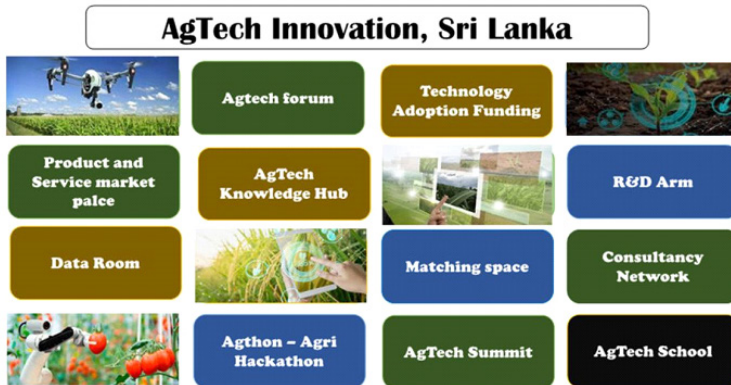 AgTech Innovation, Sri Lanka
Agtech forum
Technology
Adoption Funding
Product and
Service market
palce
AgTech
Knowledge Hub
R&D Arm
Data Room
Matching space
Consultancy
Network
Agthon – Agri
Hackathon
AgTech Summit
AgTech School